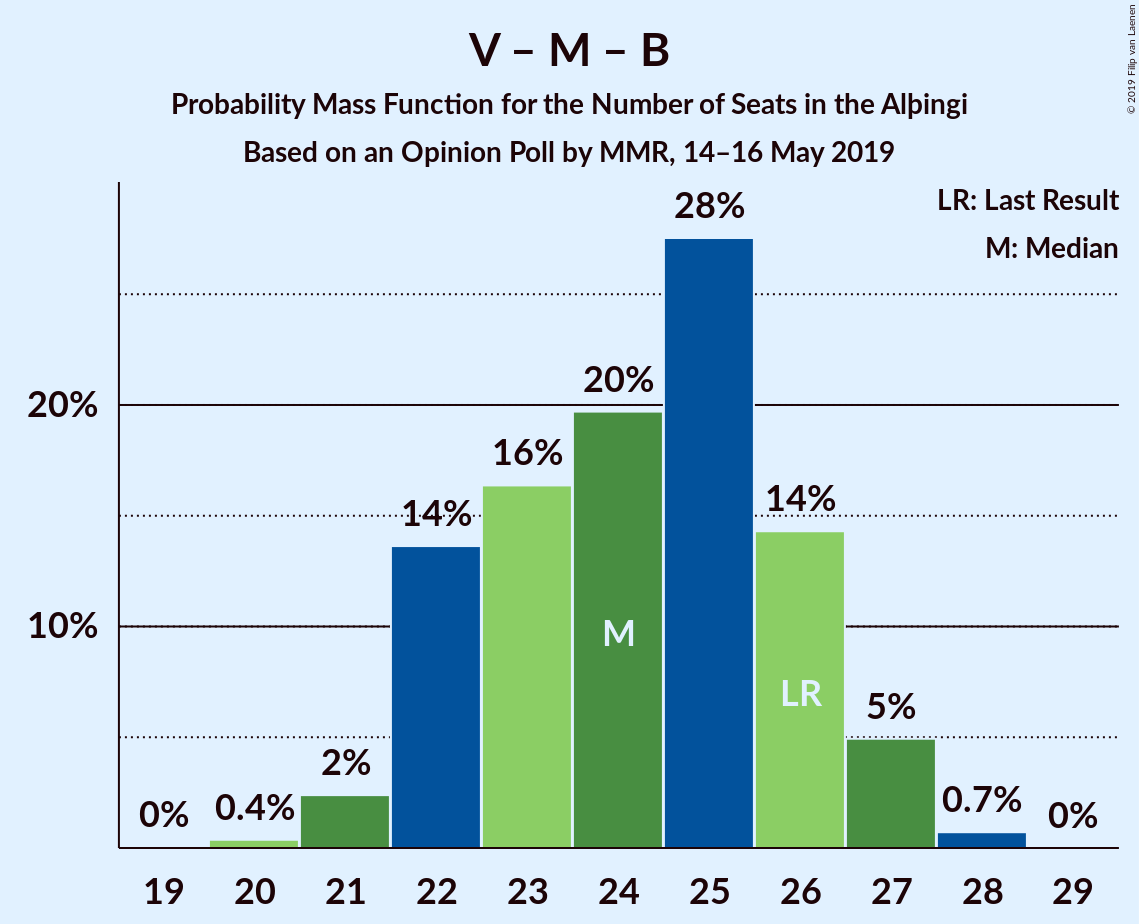 V – M – B
Probability Mass Function for the Number of Seats in the Alþingi
Based on an Opinion Poll by MMR, 14–16 May 2019
© 2019 Filip van Laenen
LR: Last Result
M: Median
20%
10%
0%
0.4%
2%
14%
16%
20%
28%
14%
5%
0.7%
0%
M
LR
19 20 21 22 23 24 25 26 27 28 29